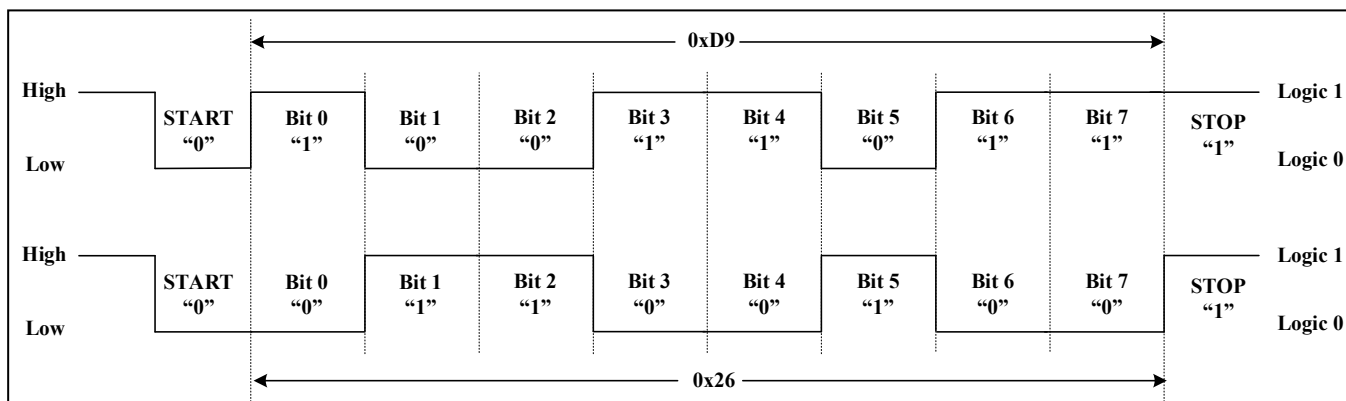 0xD9
High Logic 1
START Bit 0 Bit 1 Bit 2 Bit 3 Bit 4 Bit 5 Bit 6 Bit 7 STOP
“0” “1” “0” “0” “1” “1” “0” “1” “1” “1”
Low Logic 0
High Logic 1
START Bit 0 Bit 1 Bit 2 Bit 3 Bit 4 Bit 5 Bit 6 Bit 7 STOP
“0” “0” “1” “1” “0” “0” “1” “0” “0” “1”
Low Logic 0
0x26